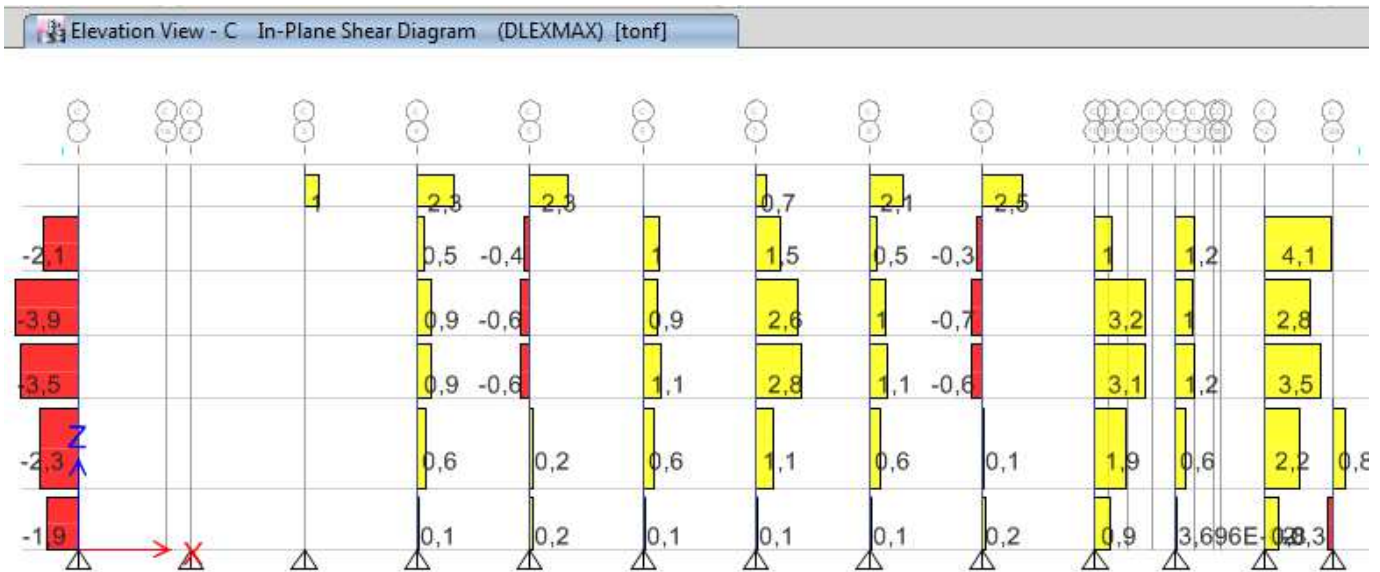 Elevation View - C In-Plane Shear Diagram (DLEXMAX) [tonf]
1 2,3 2,3 0,7 2,1 2,5
-2,1 0,5 -0,4 1 1,5 0,5 -0,3 1 1,2 4,1
-3,9 0,9 -0,6 0,9 2,6 1 -0,7 3,2 1 2,8
-3,5 0,9 -0,6 1,1 2,8 1,1 -0,6 3,1 1,2 3,5
Z
-2,3 0,6 0,2 0,6 1,1 0,6 0,1 1,9 0,6 2,2 0,8
-1,9 0,1 0,2 0,1 0,1 0,1 0,2 0,9
X